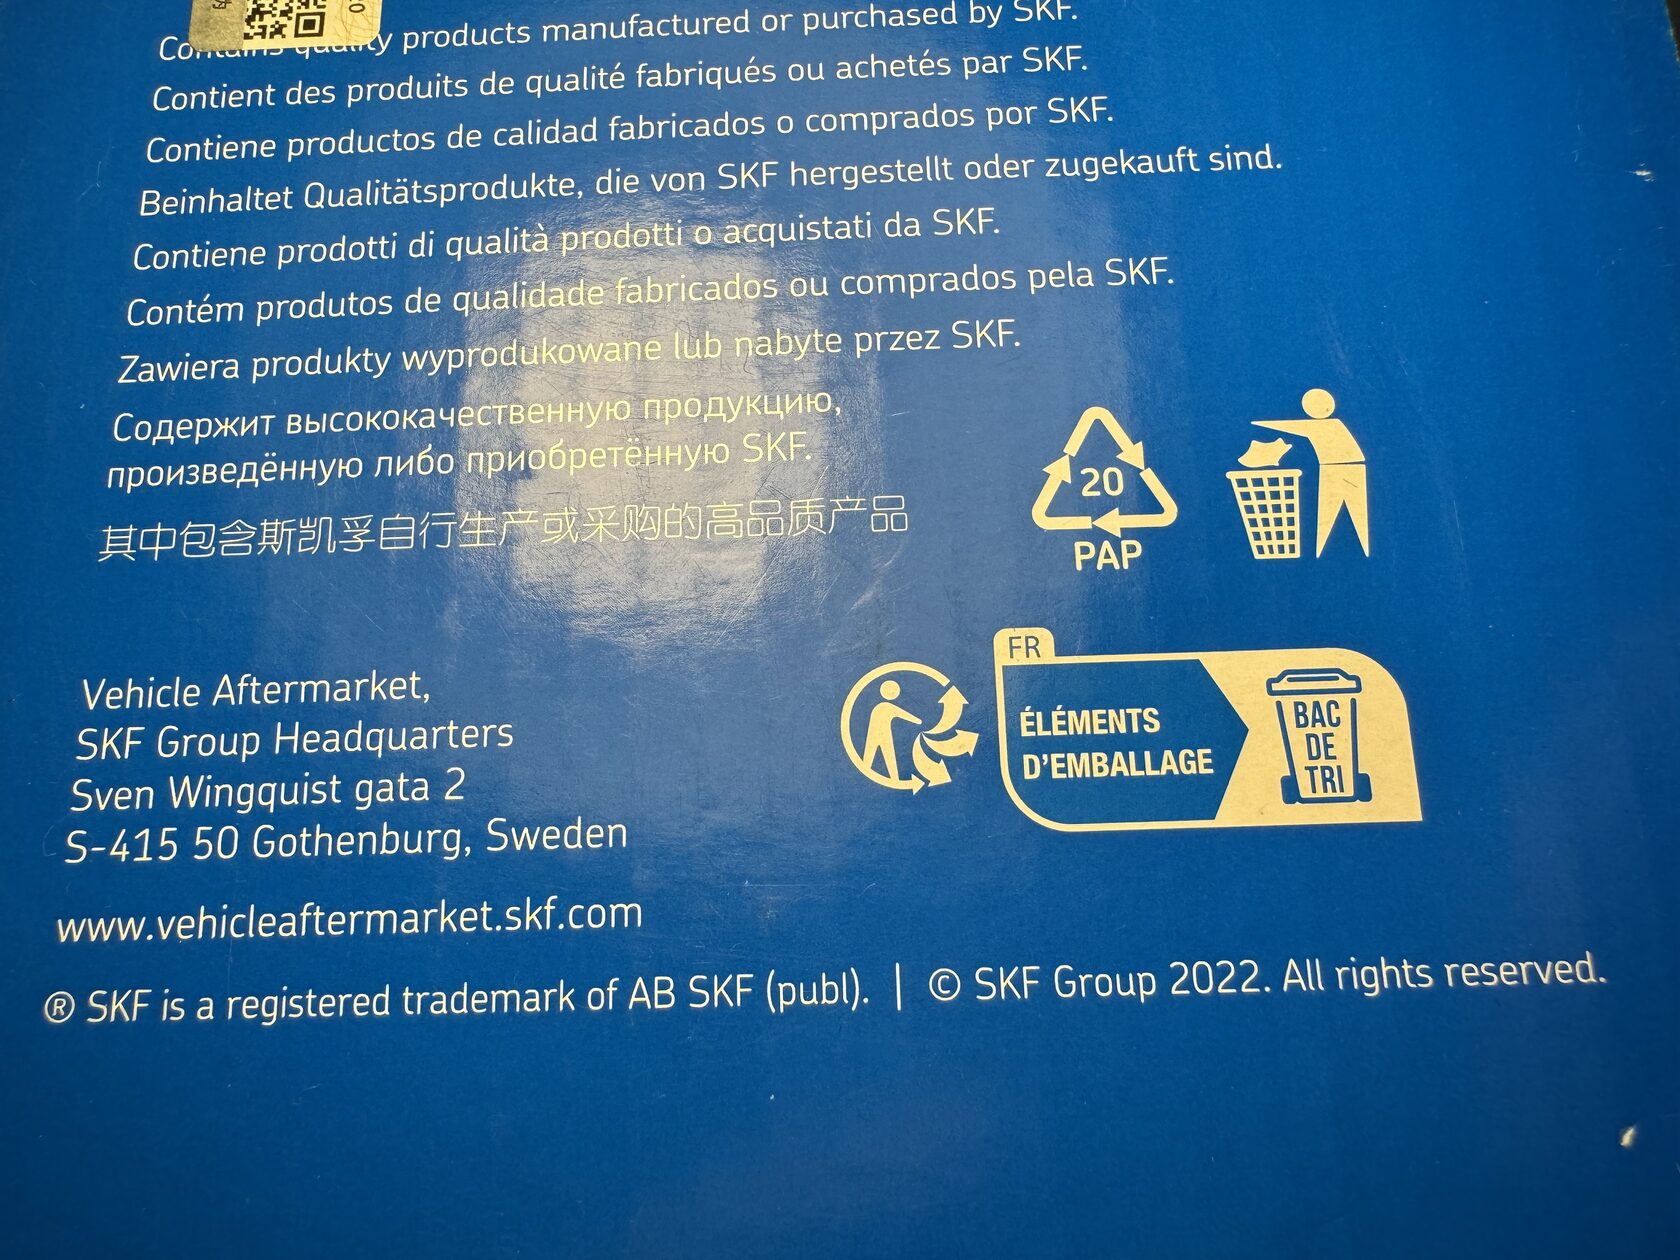 Contains quality products manufactured or purchased by SKF.
Contient des produits de qualité fabriqués ou achetés par SKF.
Contiene productos de calidad fabricados o comprados por SKF.
Beinhaltet Qualitätsprodukte, die von SKF hergestellt oder zugekauft sind.
Contiene prodotti di qualità prodotti o acquistati da SKF.
Contém produtos de qualidade fabricados ou comprados pela SKF.
Zawiera produkty wyprodukowane lub nabyte przez SKF.
Содержит высококачественную продукцию,
произведённую либо приобретённую SKF.
其中包含斯凯孚自行生产或采购的高品质产品
20
PAP
FR
ÉLÉMENTS
D'EMBALLAGE
BAC
DE
TRI
Vehicle Aftermarket,
SKF Group Headquarters
Sven Wingquist gata 2
S-415 50 Gothenburg, Sweden
www.vehicleaftermarket.skf.com
® SKF is a registered trademark of AB SKF (publ). | © SKF Group 2022. All rights reserved.